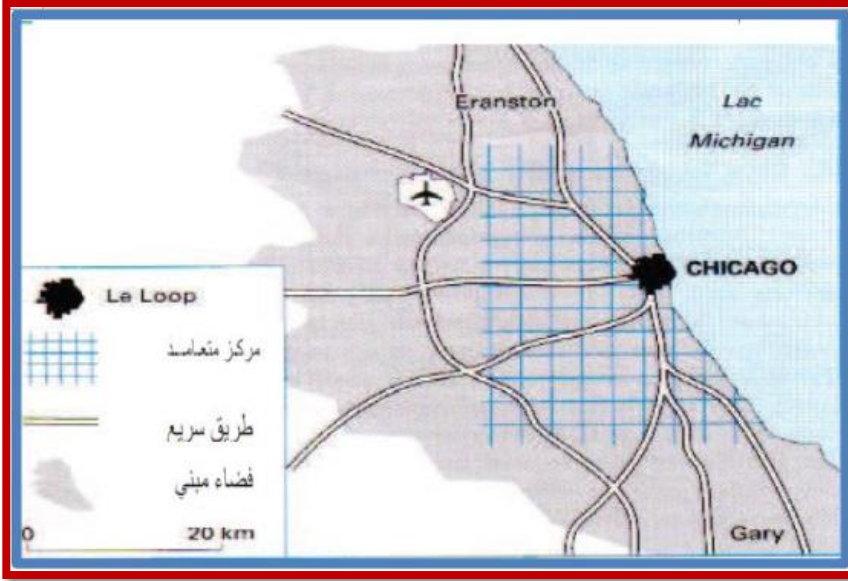 Eranston
Lac
Michigan
CHICAGO
Le Loop
مركز متعامد
طريق سريع
فضاء مبني
0 20 km
Gary